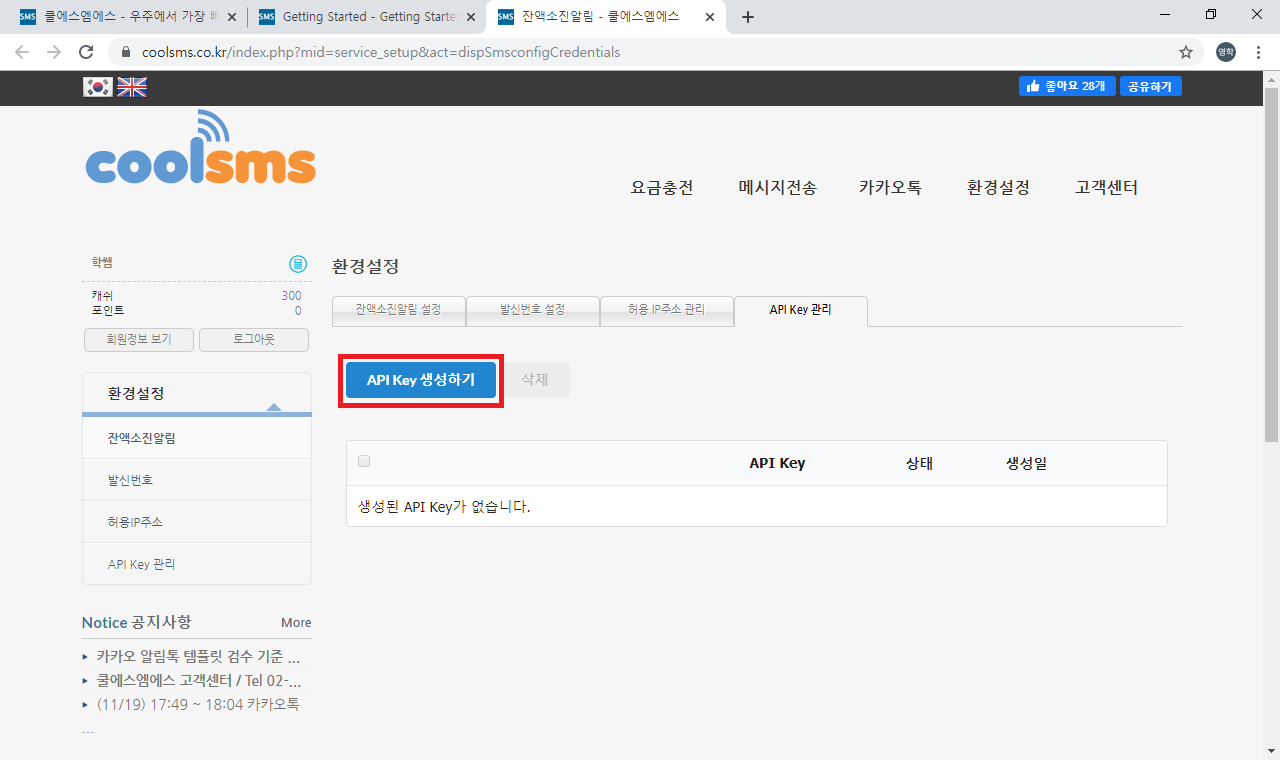 SMS 쿨에스엠에스 - 우주에서 가장
SMS Getting Started - Getting Starte
SMS 잔액소진알림 - 쿨에스엠에스
coolsms.co.kr/index.php?mid=service_setup&act=dispSmsconfigCredentials
영학
좋아요 28개
공유하기
coolsms
요금충전
메시지전송
카카오톡
환경설정
고객센터
학쌤
캐쉬 300
포인트 0
회원정보 보기
로그아웃
환경설정
잔액소진알림
발신번호
허용IP주소
API Key 관리
Notice 공지사항
More
카카오 알림톡 템플릿 검수 기준 ...
쿨에스엠에스 고객센터 / Tel 02-...
(11/19) 17:49 ~ 18:04 카카오톡
...
환경설정
잔액소진알림 설정
발신번호 설정
허용 IP주소 관리
API Key 관리
API Key 생성하기
삭제
API Key
상태
생성일
생성된 API Key가 없습니다.